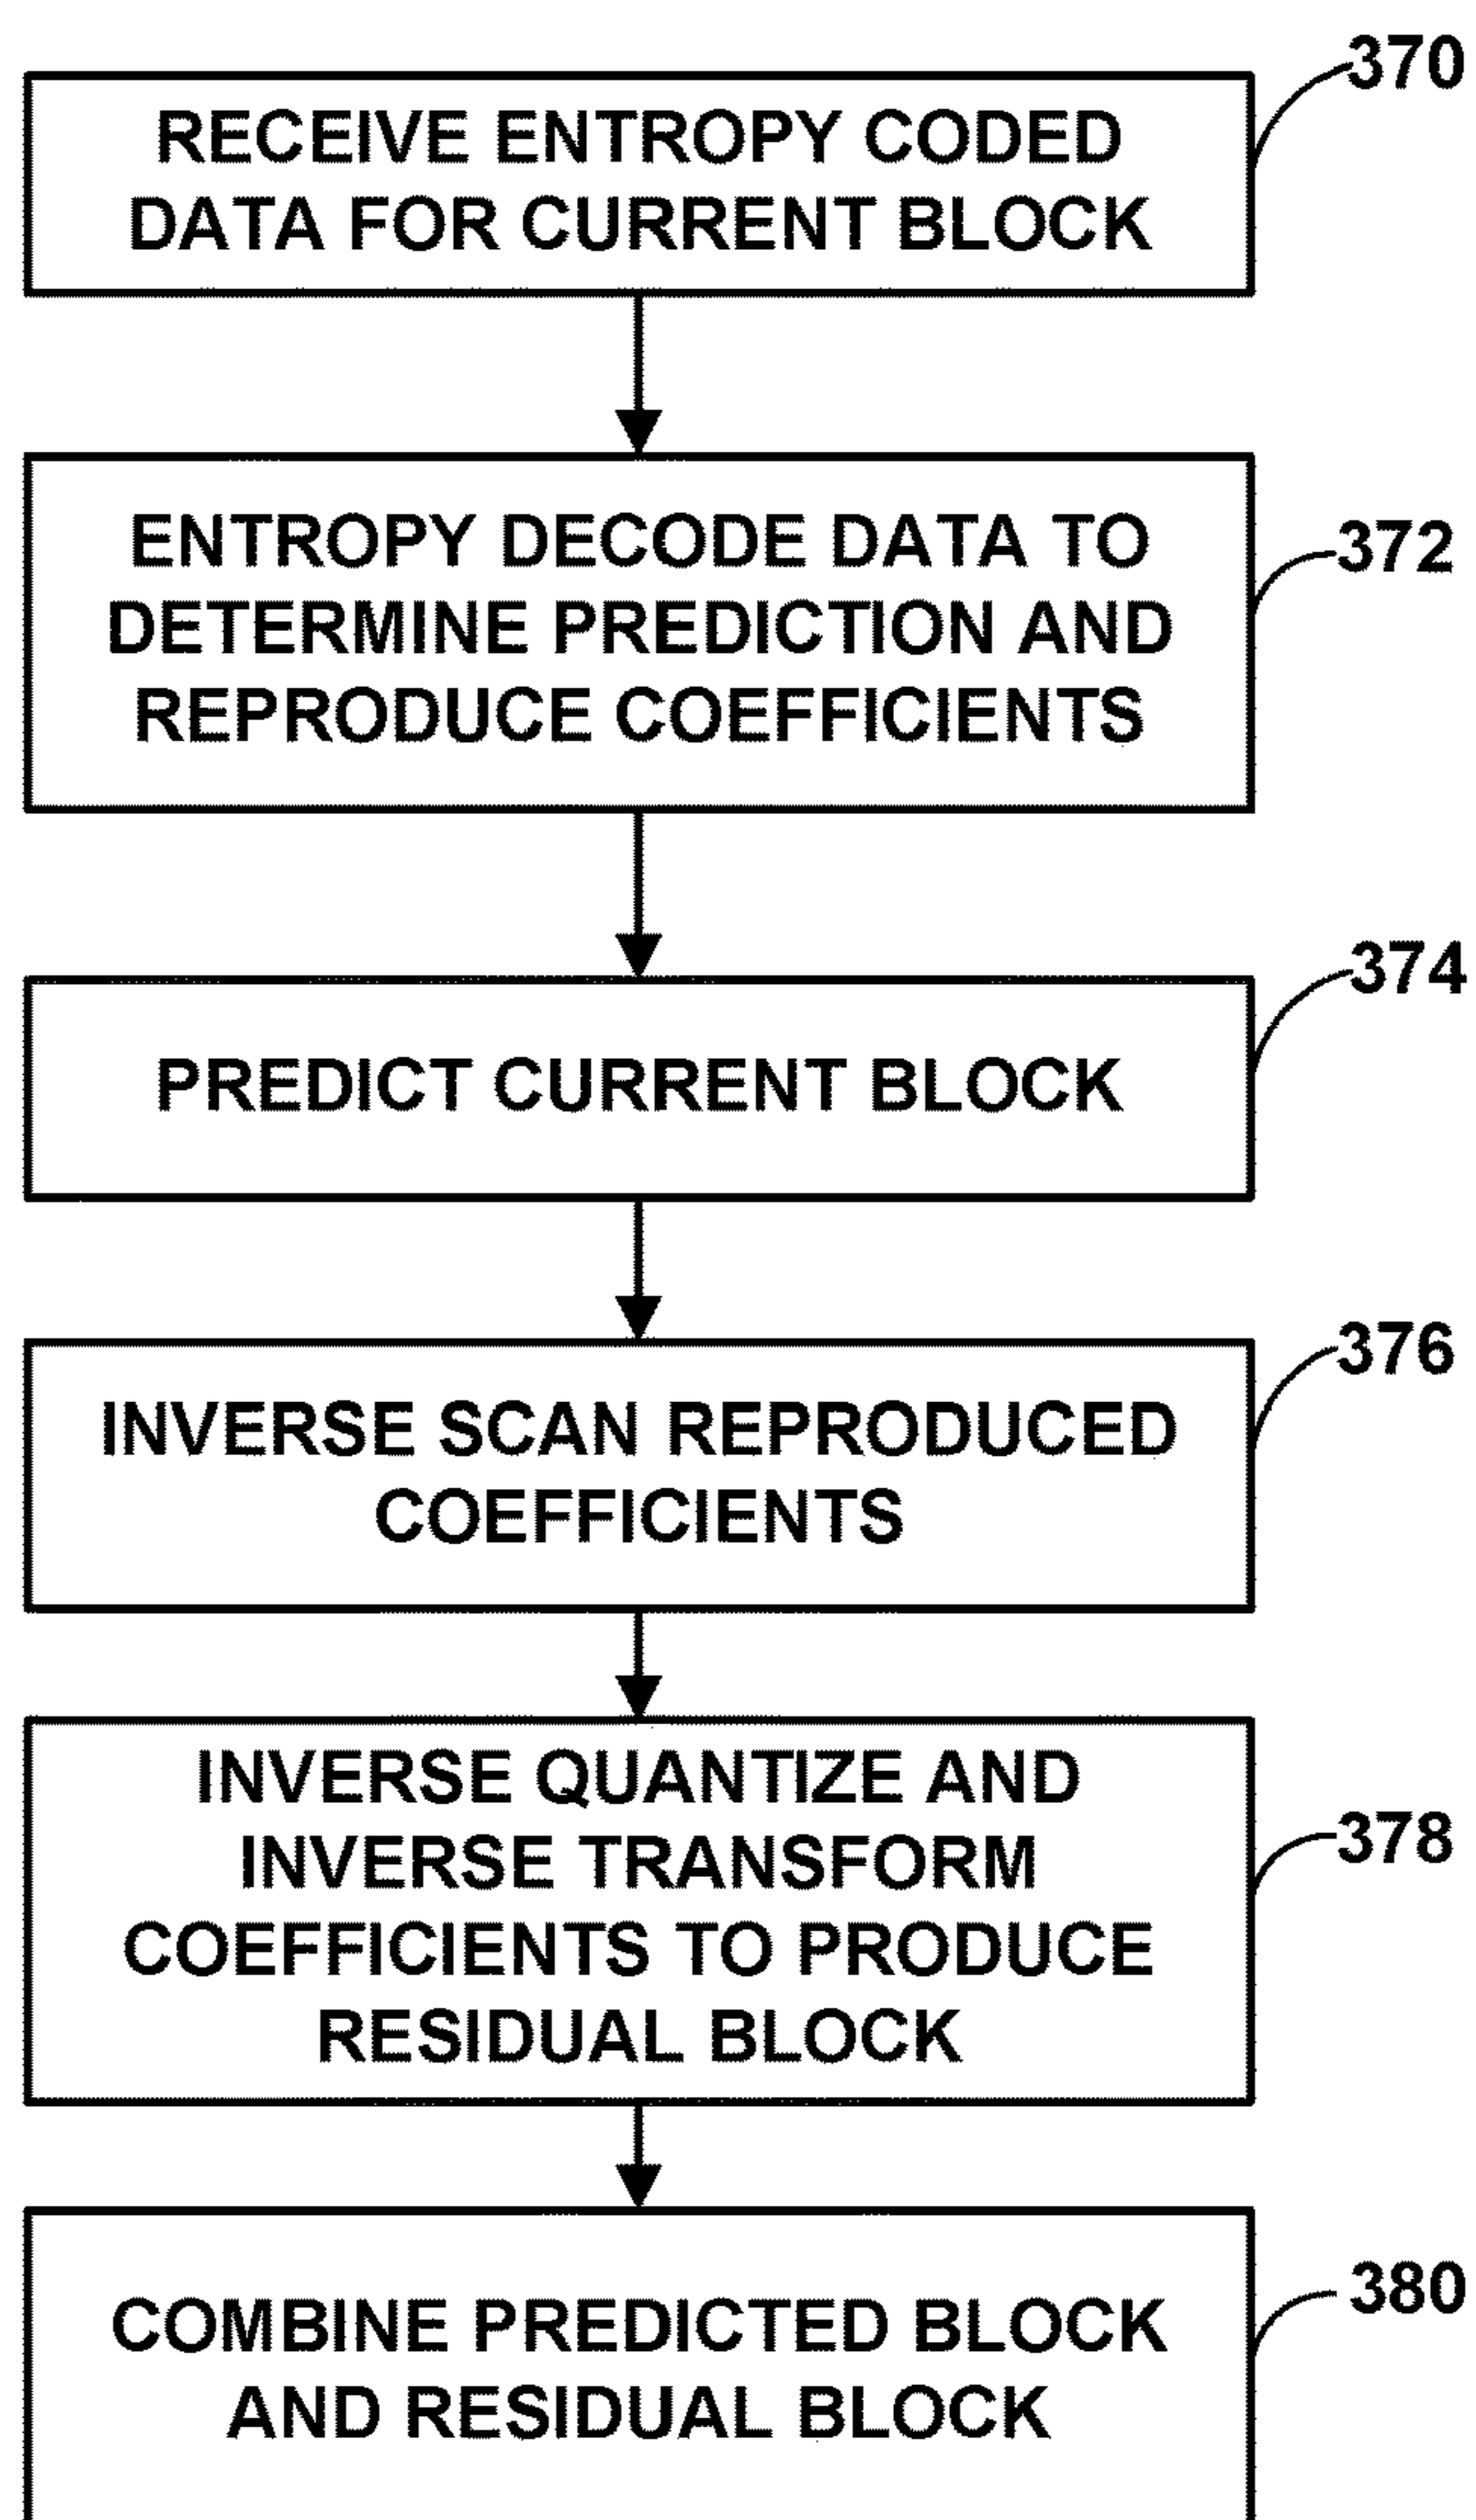 370
RECEIVE ENTROPY CODED
DATA FOR CURRENT BLOCK
372
ENTROPY DECODE DATA TO
DETERMINE PREDICTION AND
REPRODUCE COEFFICIENTS
374
PREDICT CURRENT BLOCK
376
INVERSE SCAN REPRODUCED
COEFFICIENTS
378
INVERSE QUANTIZE AND
INVERSE TRANSFORM
COEFFICIENTS TO PRODUCE
RESIDUAL BLOCK
380
COMBINE PREDICTED BLOCK
AND RESIDUAL BLOCK